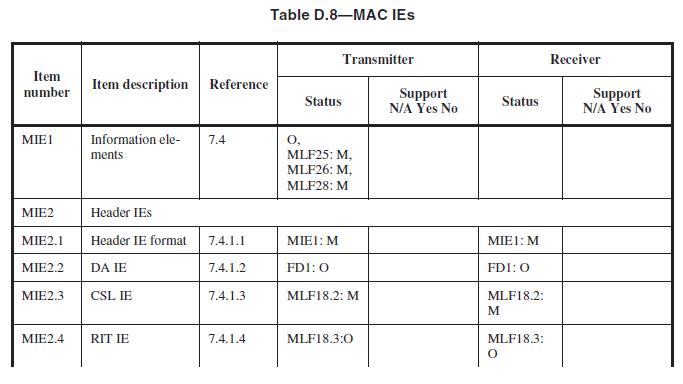 Table D.8—MAC IEs
Item number Item description Reference Transmitter Receiver
Status Support N/A Yes No Status Support N/A Yes No
MIE1 Information ele- 7.4 O,
ments MLF25: M,
MLF26: M,
MLF28: M
MIE2 Header IEs
MIE2.1 Header IE format 7.4.1.1 MIE1: M MIE1: M
MIE2.2 DA IE 7.4.1.2 FD1: O FD1: O
MIE2.3 CSL IE 7.4.1.3 MLF18.2: M MLF18.2:
M
MIE2.4 RIT IE 7.4.1.4 MLF18.3:O MLF18.3:
O